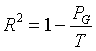 R² = 1 - P_G / T